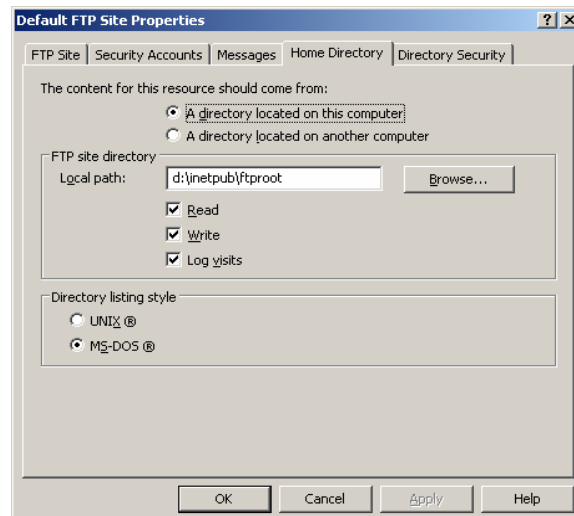 Default FTP Site Properties
FTP Site Security Accounts Messages Home Directory Directory Security
The content for this resource should come from:
A directory located on this computer
A directory located on another computer
FTP site directory
Local path: d:\inetpub\ftproot Browse...
Read
Write
Log visits
Directory listing style
UNIX ®
MS-DOS ®
OK Cancel Apply Help